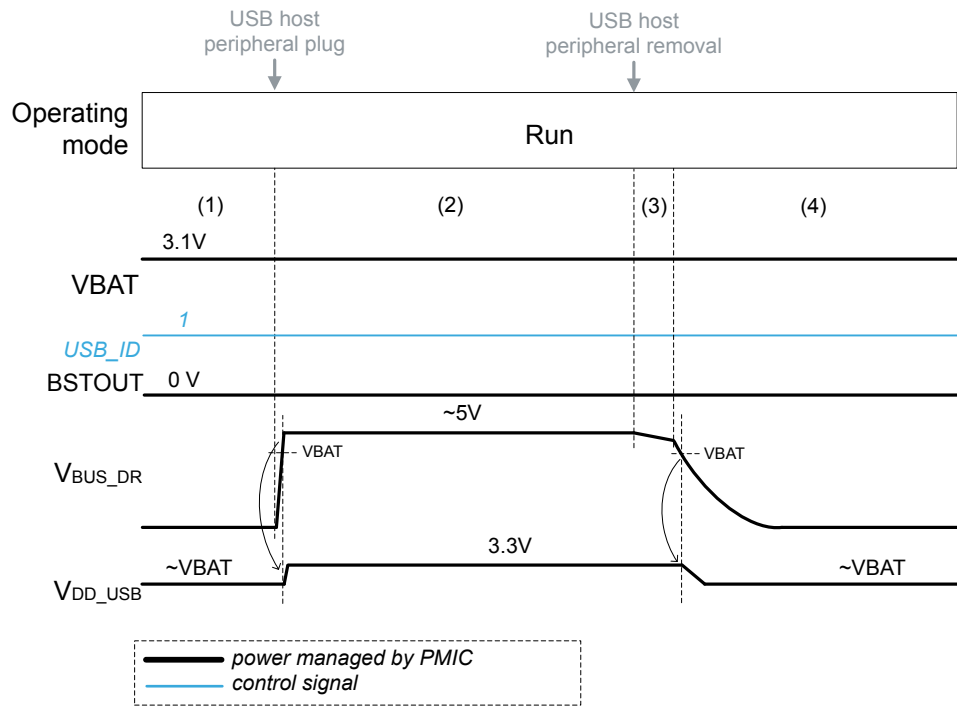 USB host
peripheral plug
USB host
peripheral removal
Operating
mode
Run
(1)
(2)
(3)
(4)
3.1V
VBAT
1
USB_ID
BSTOUT
0 V
~5V
VBAT
VBAT
VBUS_DR
3.3V
~VBAT
~VBAT
VDD_USB
power managed by PMIC
control signal